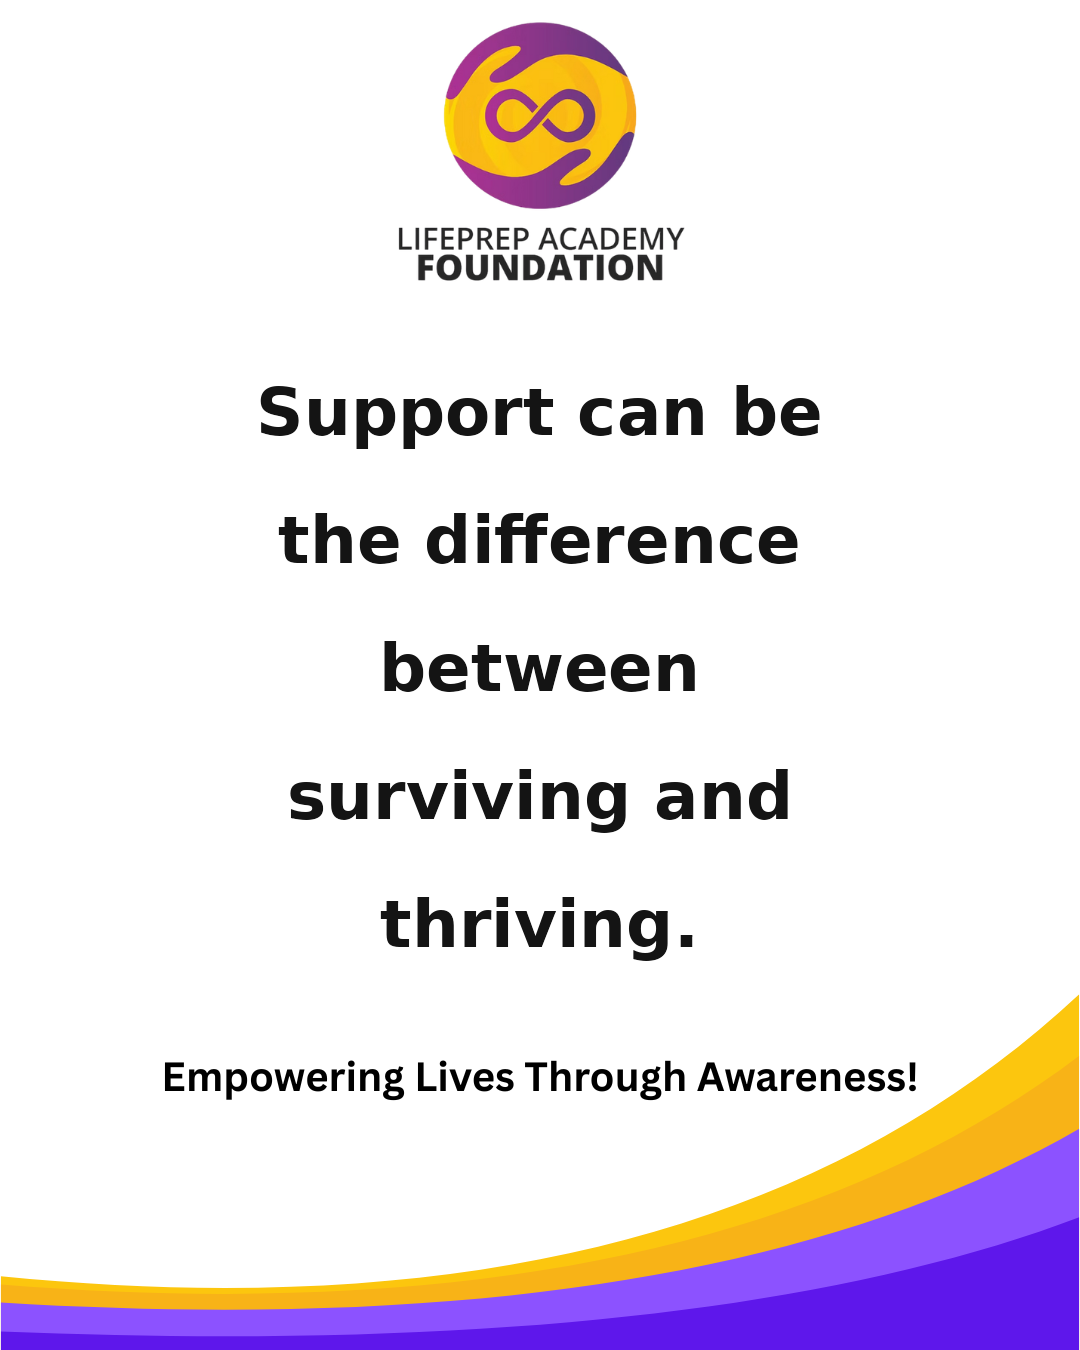 LIFEPREP ACADEMY
FOUNDATION
Support can be
the difference
between
surviving and
thriving.
Empowering Lives Through Awareness!